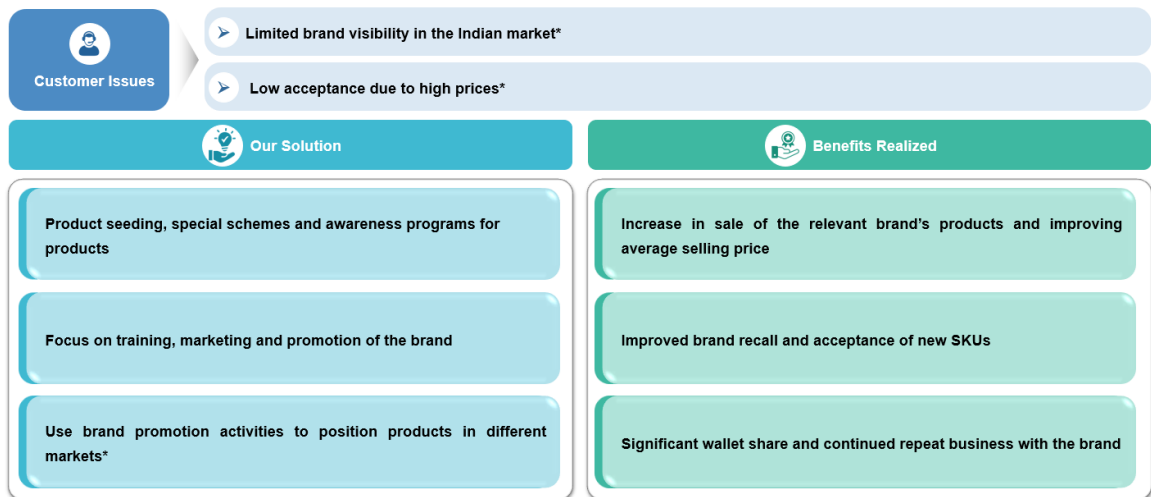 Customer Issues
Limited brand visibility in the Indian market*
Low acceptance due to high prices*
Our Solution
Product seeding, special schemes and awareness programs for
products
Focus on training, marketing and promotion of the brand
Use brand promotion activities to position products in different
markets*
Benefits Realized
Increase in sale of the relevant brand’s products and improving
average selling price
Improved brand recall and acceptance of new SKUs
Significant wallet share and continued repeat business with the brand